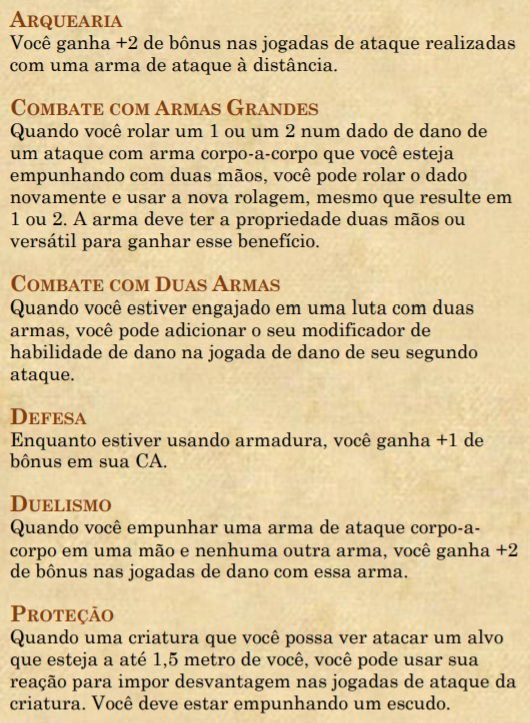 ARQUEARIA
Você ganha +2 de bônus nas jogadas de ataque realizadas
com uma arma de ataque à distância.
COMBATE COM ARMAS GRANDES
Quando você rolar um 1 ou um 2 num dado de dano de
um ataque com arma corpo-a-corpo que você esteja
empunhando com duas mãos, você pode rolar o dado
novamente e usar a nova rolagem, mesmo que resulte em
1 ou 2. A arma deve ter a propriedade duas mãos ou
versátil para ganhar esse benefício.
COMBATE COM DUAS ARMAS
Quando você estiver engajado em uma luta com duas
armas, você pode adicionar o seu modificador de
habilidade de dano na jogada de dano de seu segundo
ataque.
DEFESA
Enquanto estiver usando armadura, você ganha +1 de
bônus em sua CA.
DUELISMO
Quando você empunhar uma arma de ataque corpo-a-
corpo em uma mão e nenhuma outra arma, você ganha +2
de bônus nas jogadas de dano com essa arma.
PROTEÇÃO
Quando uma criatura que você possa ver atacar um alvo
que esteja a até 1,5 metro de você, você pode usar sua
reação para impor desvantagem nas jogadas de ataque da
criatura. Você deve estar empunhando um escudo.